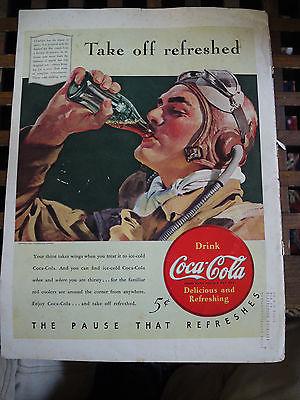 Take off refreshed
Your thirst takes wings when you treat it to ice-cold
Coca-Cola. And you can find ice-cold Coca-Cola
when and where you are thirsty . . . for the familiar
red coolers are around the corner from anywhere.
Enjoy Coca-Cola . . . and take off refreshed.
Drink
Coca-Cola
Delicious and
Refreshing
5¢
THE PAUSE THAT REFRESHES